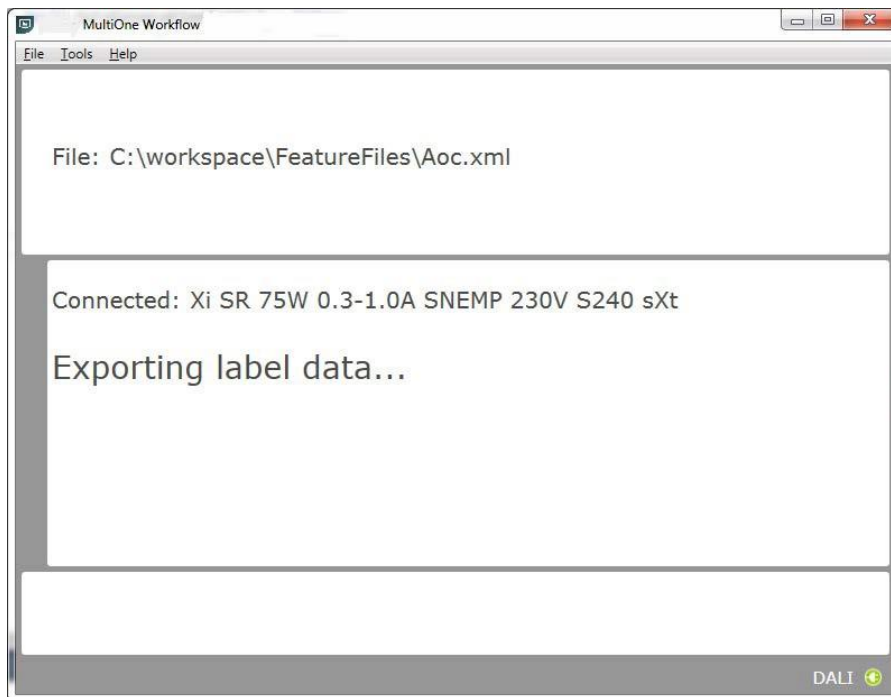 MultiOne Workflow
File Tools Help
File: C:\workspace\FeatureFiles\Aoc.xml
Connected: Xi SR 75W 0.3-1.0A SNEMP 230V S240 sXt
Exporting label data...
DALI